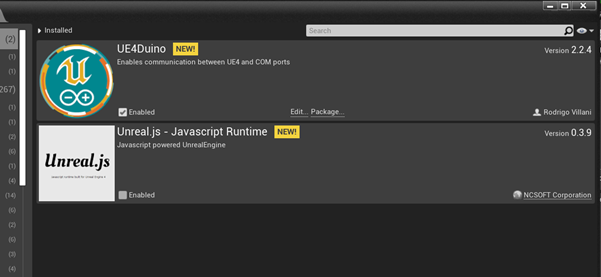 (2)
Installed
Search
(1)
(1)
267)
(1)
(1)
(2)
(6)
(1)
(4)
(14)
(6)
(2)
(6)
(3)
(4)
UE4Duino NEW! Version 2.2.4
Enables communication between UE4 and COM ports
Enabled Edit... Package... Rodrigo Villani
Unreal.js
Unreal.js - Javascript Runtime NEW! Version 0.3.9
Javascript powered UnrealEngine
Enabled NCSOFT Corporation